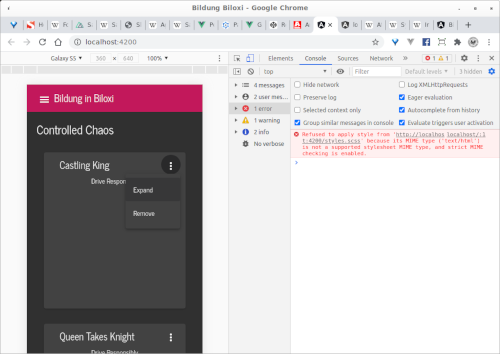 Bildung Biloxi - Google Chrome
localhost:4200
Galaxy S5 360 × 640 100%
Elements Console Sources 1 1
top Filter Default levels 3 hidden
4 messages
2 user mes...
1 error
1 warning
2 info
No verbose
Hide network
Log XMLHttpRequests
Preserve log
Eager evaluation
Selected context only
Autocomplete from history
Group similar messages in console
Evaluate triggers user activation
Refused to apply style from 'http://localhos localhost/:1
t:4200/styles.scss' because its MIME type ('text/html')
is not a supported stylesheet MIME type, and strict MIME
checking is enabled.
Bildung in Biloxi
Controlled Chaos
Castling King
Drive Respon
Expand
Remove
Queen Takes Knight
Drive Responsibly